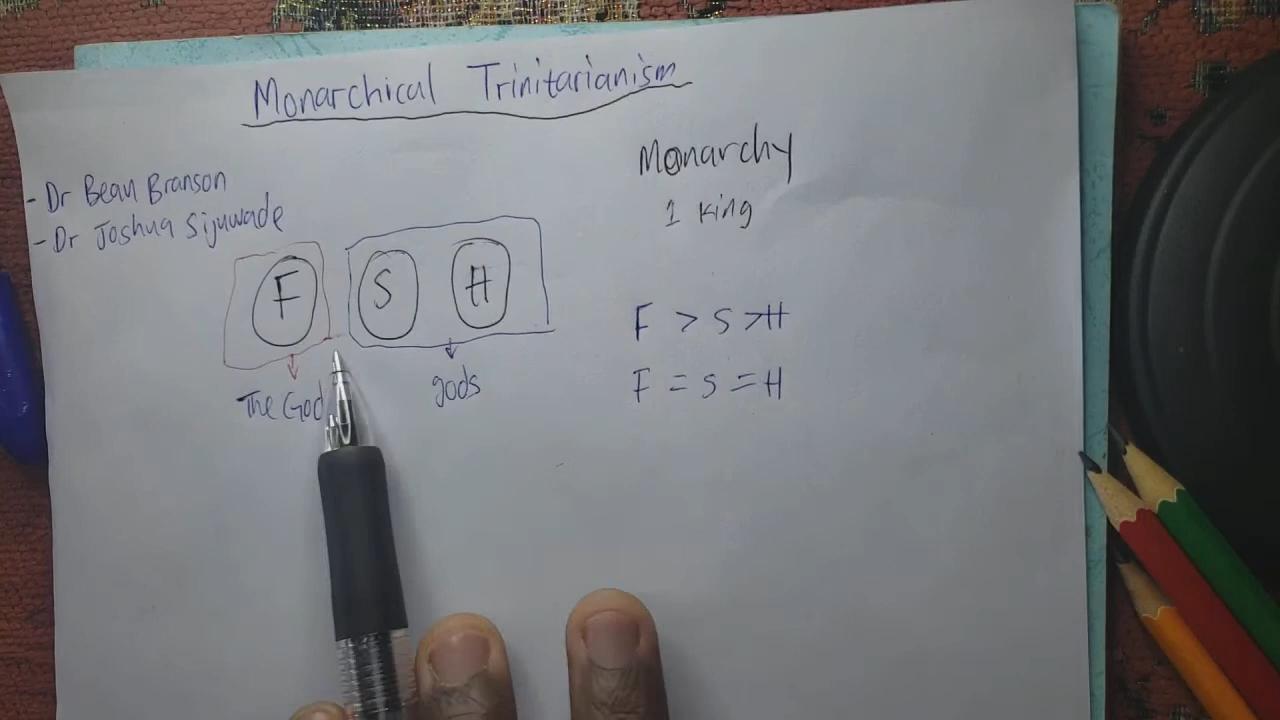 Monarchical Trinitarianism
- Dr Beau Branson
- Dr Joshua Sijuwade
Monarchy
1 King
F S H
The God
gods
F > S > H
F = S = H